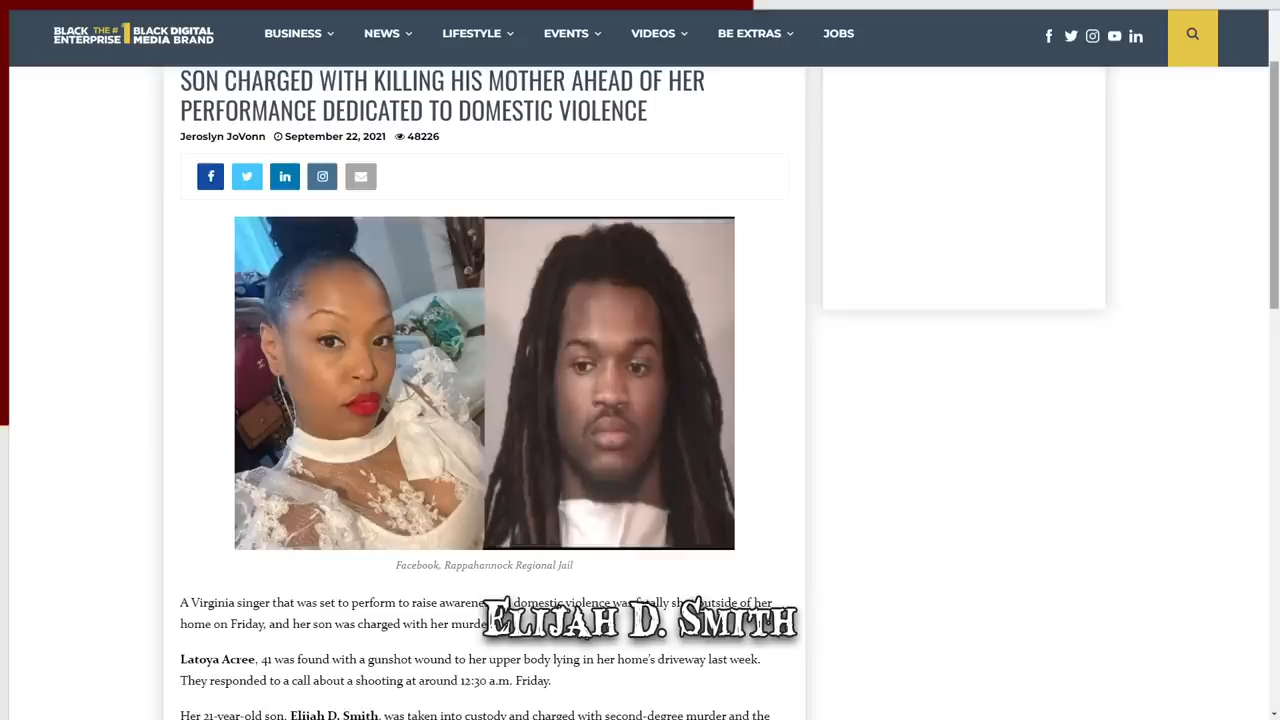 BLACK ENTERPRISE THE #1 BLACK DIGITAL MEDIA BRAND
BUSINESS NEWS LIFESTYLE EVENTS VIDEOS BE EXTRAS JOBS
SON CHARGED WITH KILLING HIS MOTHER AHEAD OF HER
PERFORMANCE DEDICATED TO DOMESTIC VIOLENCE
Jeroslyn JoVonn September 22, 2021 48226
Facebook, Rappahannock Regional Jail
A Virginia singer that was set to perform to raise domestic violence was outside of her
home on Friday, and her son was charged with her
ELIJAH D. SMITH
Latoya Acree, 41 was found with a gunshot wound to her upper body lying in her home's driveway last week.
They responded to a call about a shooting at around 12:30 a.m. Friday.
Her 21-year-old son, Elijah D. Smith, was taken into custody and charged with second-degree murder and the